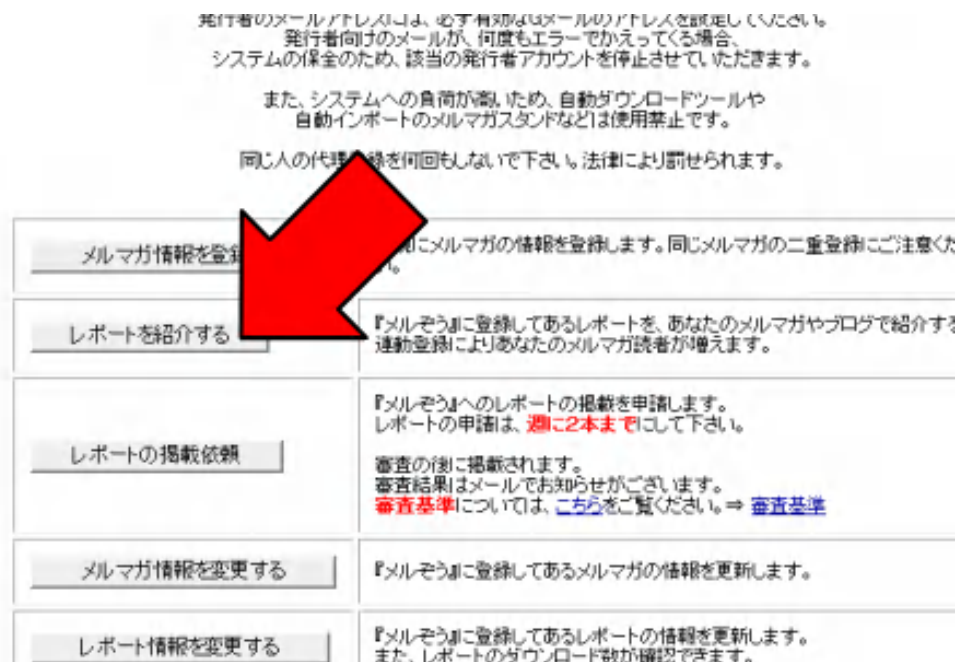 発行者のメールアドレスには、必ず有効なGメールのアドレスを設定してください。
発行者向けのメールが、何度もエラーでかえってくる場合、
システムの保全のため、該当の発行者アカウントを停止させていただきます。
また、システムへの負荷が高いため、自動ダウンロードツールや
自動インポートのメルマガスタンドなどは使用禁止です。
同じ人の代理登録を何回もしないで下さい。法律により罰せられます。
メルマガ情報を登
にメルマガの情報を登録します。同じメルマガの二重登録にご注意くだ
い。
レポートを紹介する
『メルぞう』に登録してあるレポートを、あなたのメルマガやブログで紹介する
連動登録によりあなたのメルマガ読者が増えます。
レポートの掲載依頼
『メルぞう』へのレポートの掲載を申請します。
レポートの申請は、週に2本までにして下さい。
審査の後に掲載されます。
審査結果はメールでお知らせがございます。
審査基準については、こちらをご覧ください。⇒ 審査基準
メルマガ情報を変更する
『メルぞう』に登録してあるメルマガの情報を更新します。
レポート情報を変更する
『メルぞう』に登録してあるレポートの情報を更新します。
また、レポートのダウンロード数が確認できます。